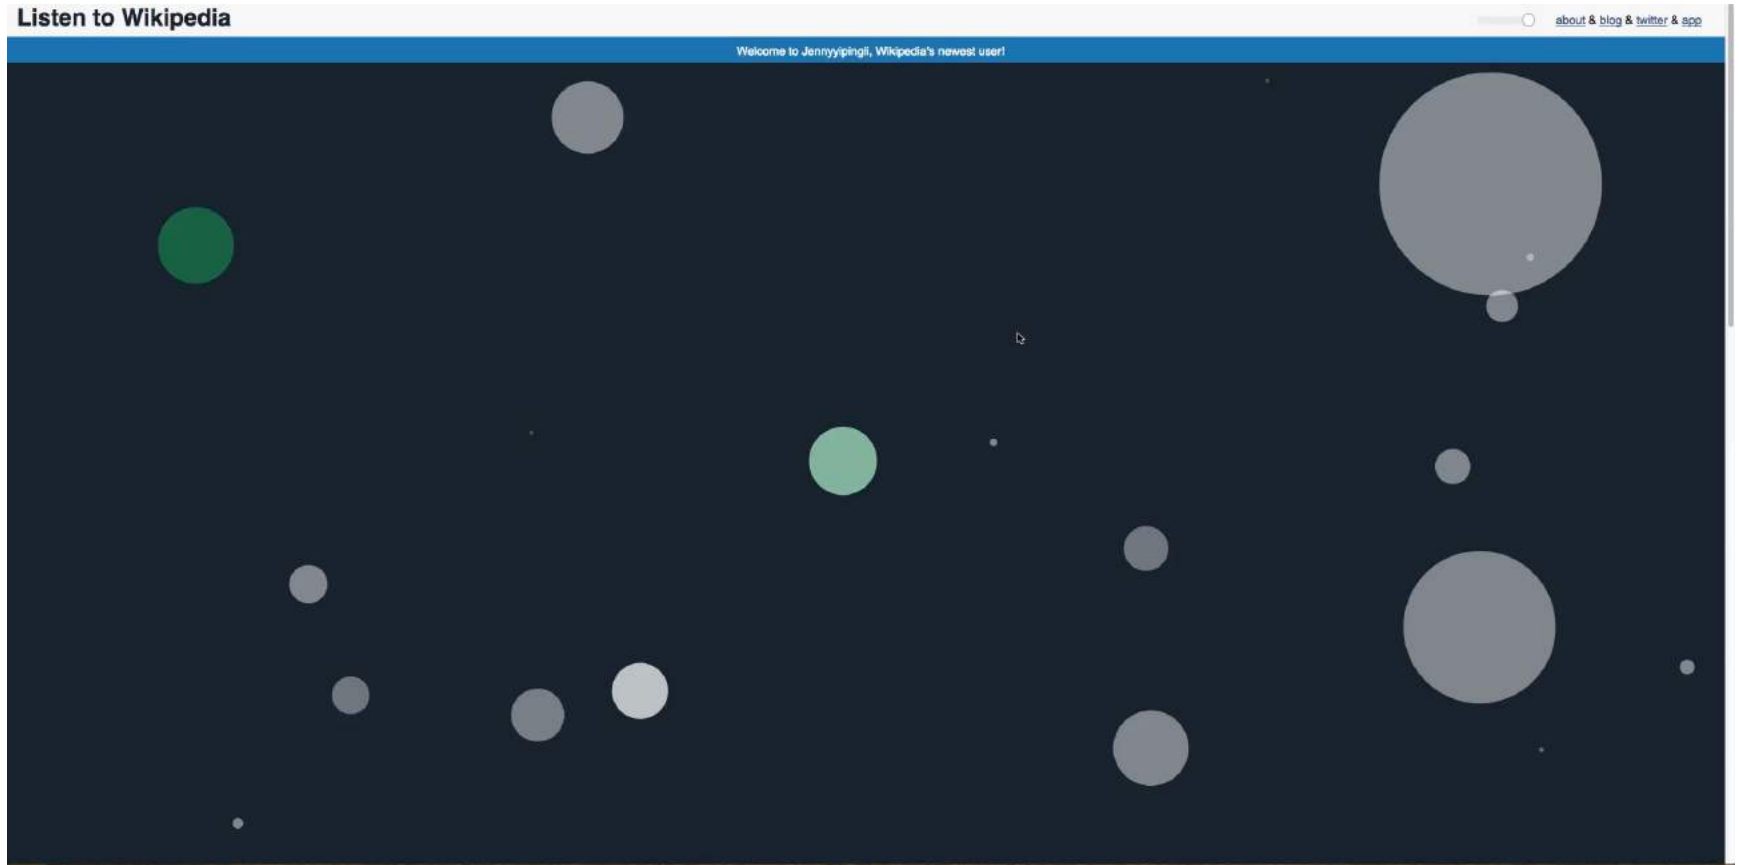 Listen to Wikipedia
about & blog & twitter & app
Welcome to Jennyyipingli, Wikipedia's newest user!